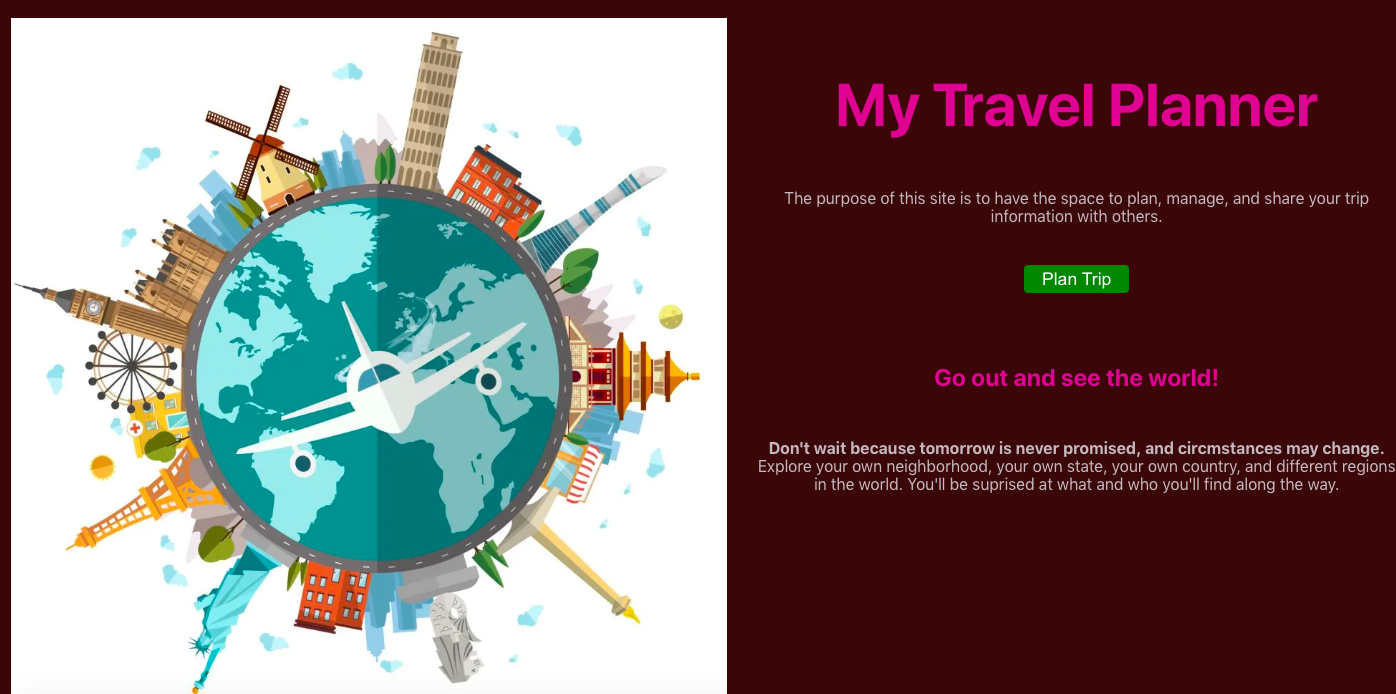 My Travel Planner
The purpose of this site is to have the space to plan, manage, and share your trip
information with others.
Plan Trip
Go out and see the world!
Don't wait because tomorrow is never promised, and circmstances may change.
Explore your own neighborhood, your own state, your own country, and different regions
in the world. You'll be suprised at what and who you'll find along the way.